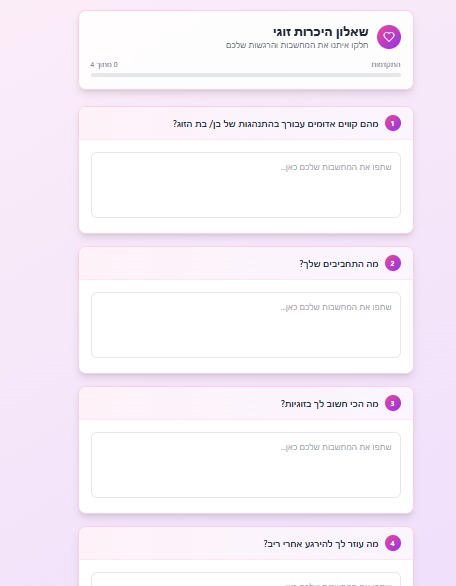 שאלון היכרות זוגי
חלקו איתנו את המחשבות והרגשות שלכם
התקדמות
0 מתוך 4
1 מהם קווים אדומים עבורך בהתנהגות של בן/ בת הזוג?
שתפו את המחשבות שלכם כאן...
2 מה התחביבים שלך?
שתפו את המחשבות שלכם כאן...
3 מה הכי חשוב לך בזוגיות?
שתפו את המחשבות שלכם כאן...
4 מה עוזר לך להירגע אחרי ריב?